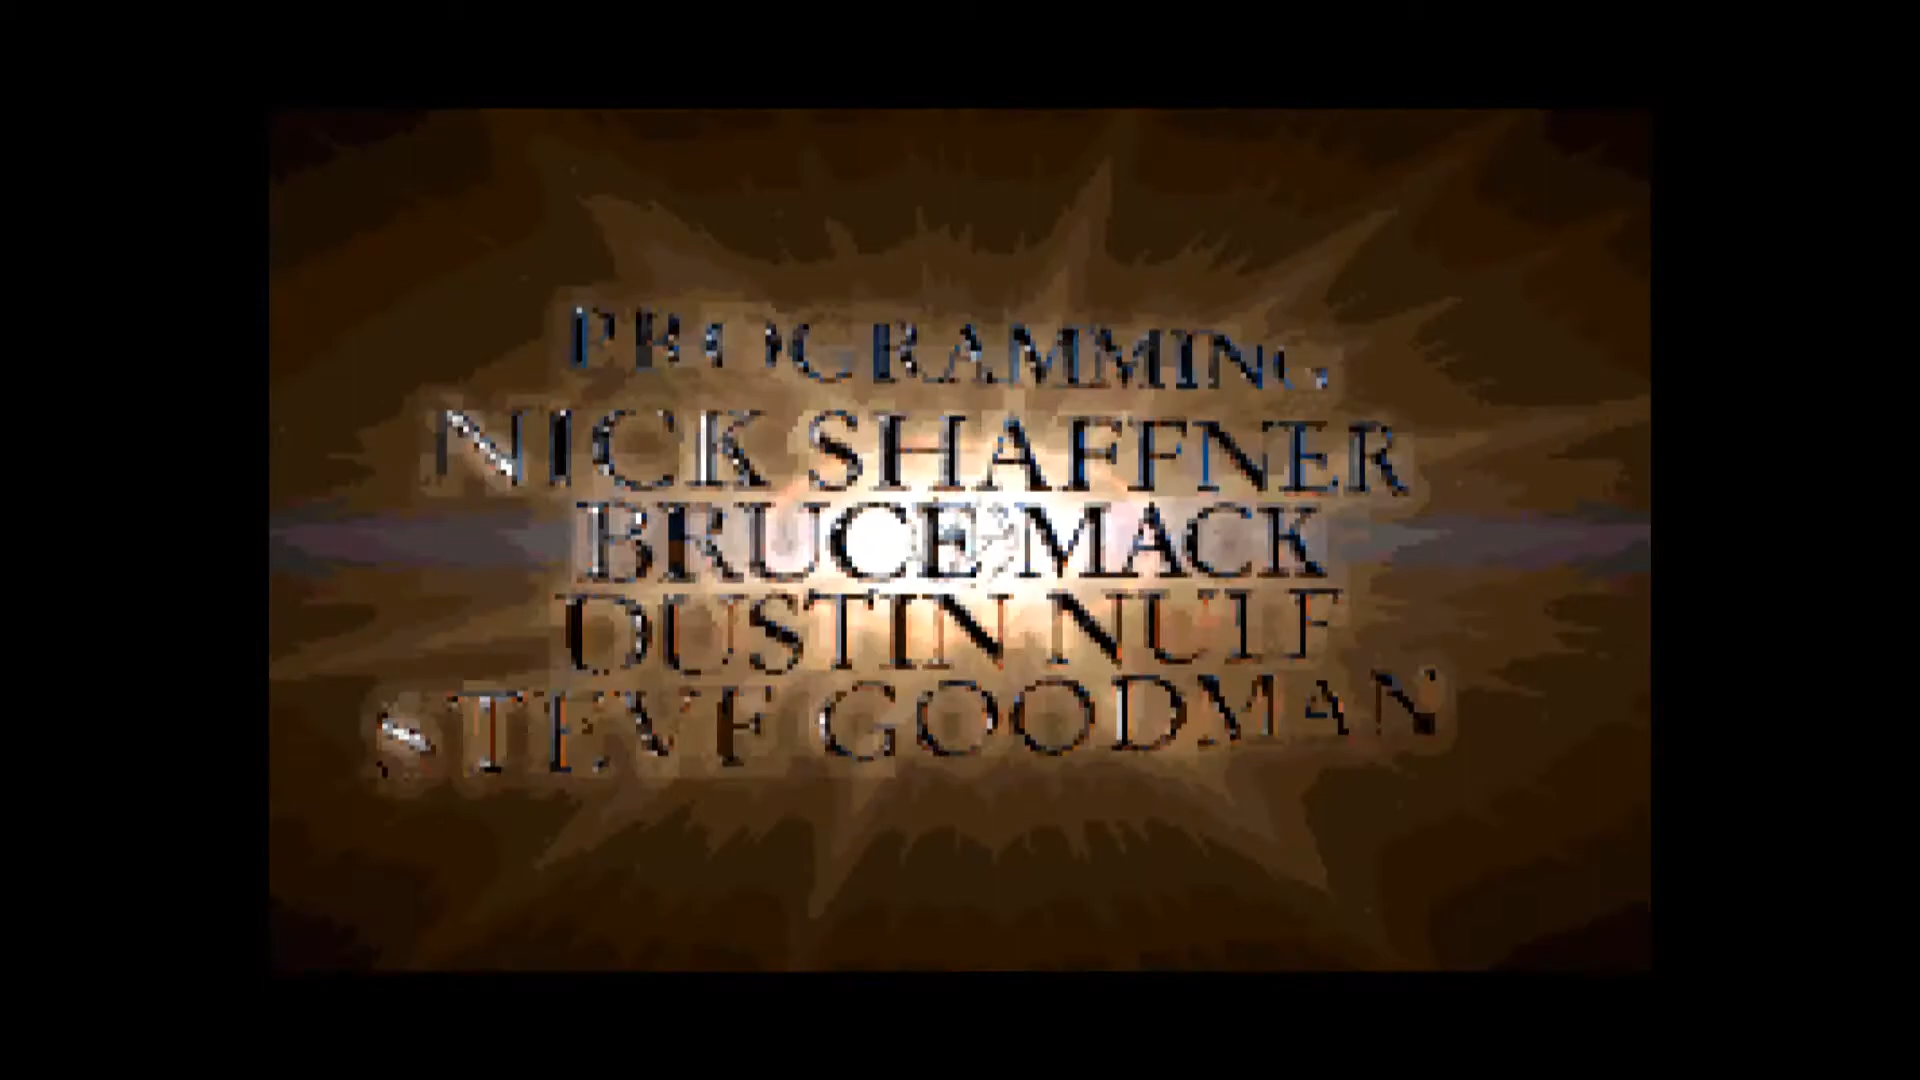 PROGRAMMING
NICK SHAFFNER
BRUCE MACK
DUSTIN NULF
STEVE GOODMAN